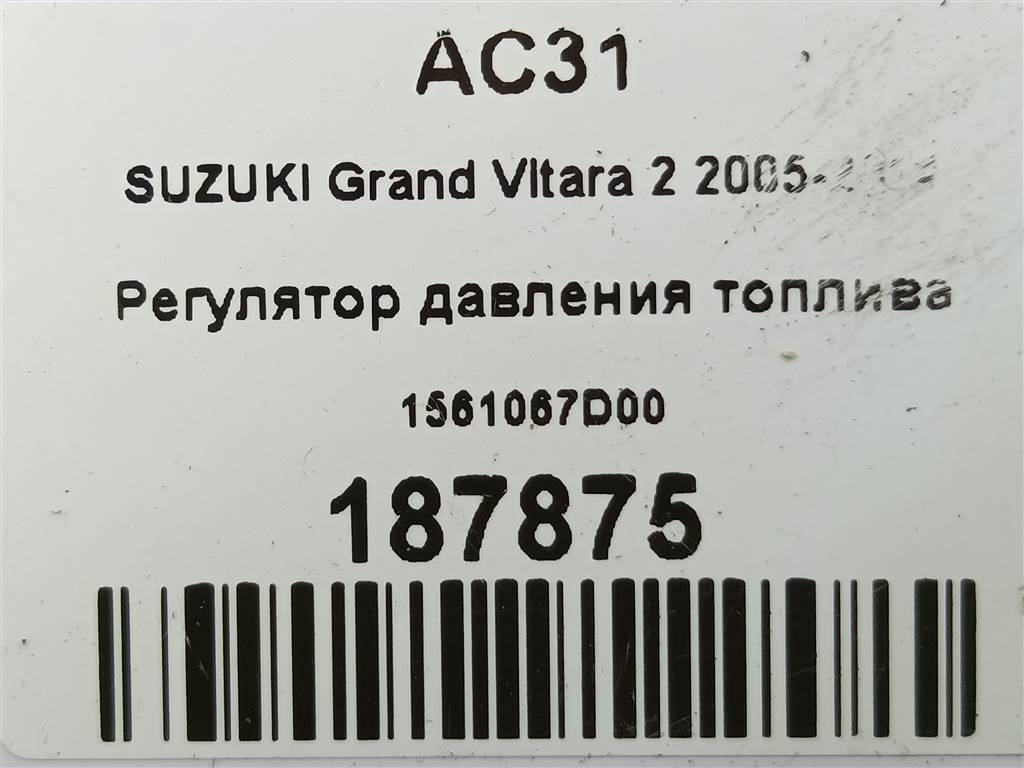 AC31
SUZUKI Grand VItara 2 2005-
Регулятор давления топлива
1561067D00
187875